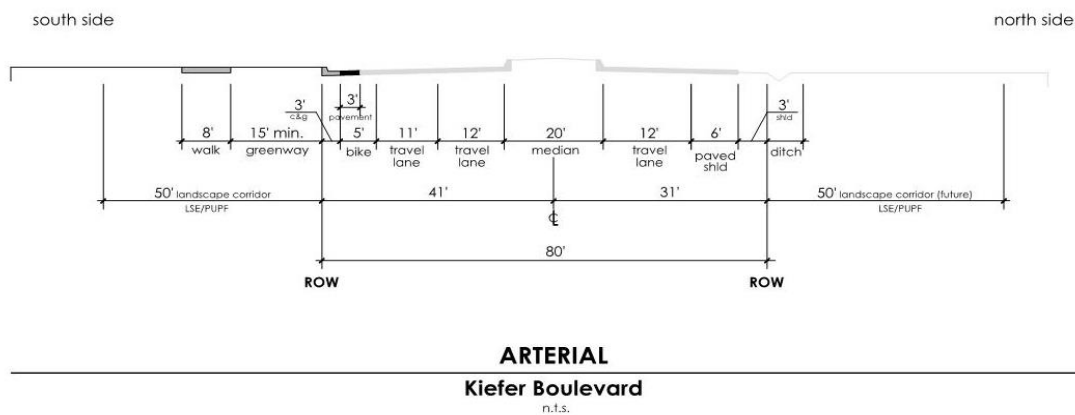 south side
north side
3'
c&g
3'
pavement
3'
shld
8'
walk
15' min.
greenway
5'
bike
11'
travel
lane
12'
travel
lane
20'
median
12'
travel
lane
6'
paved
shld
ditch
50' landscape corridor
LSE/PUPF
41'
31'
50' landscape corridor (future)
LSE/PUPF
℄
80'
ROW
ROW
ARTERIAL
Kiefer Boulevard
n.t.s.